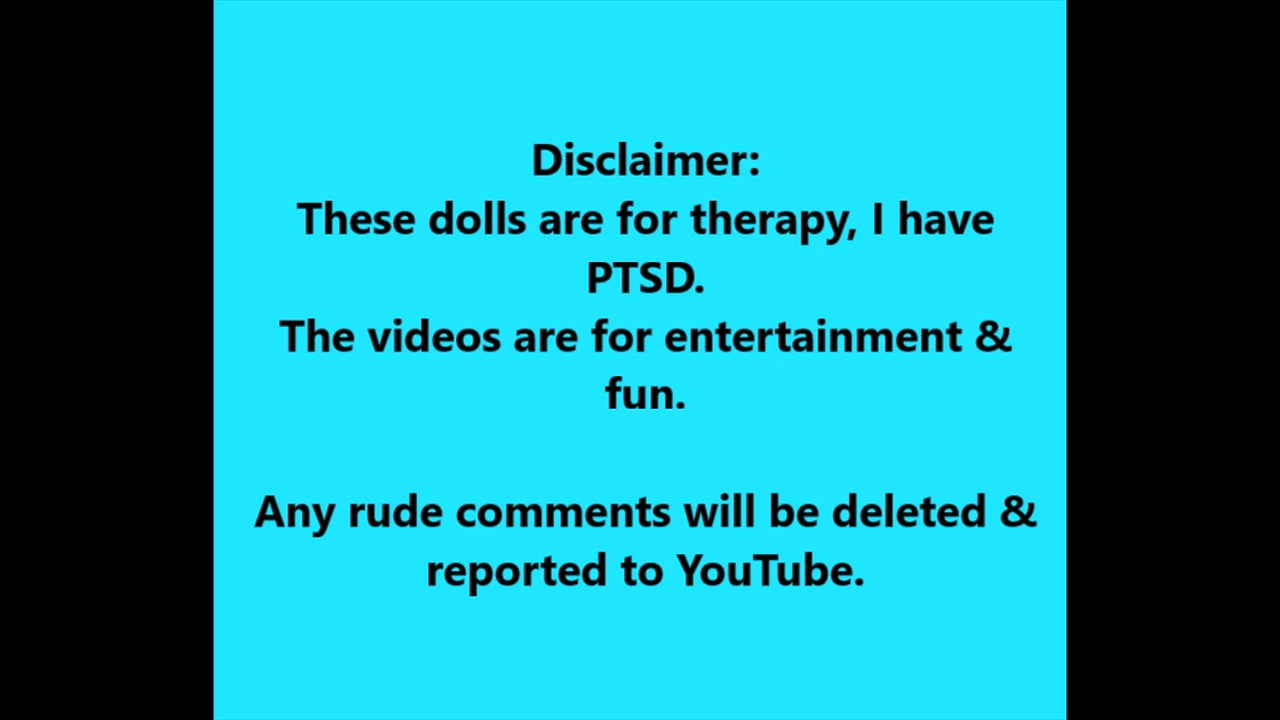 Disclaimer:
These dolls are for therapy, I have
PTSD.
The videos are for entertainment &
fun.
Any rude comments will be deleted &
reported to YouTube.